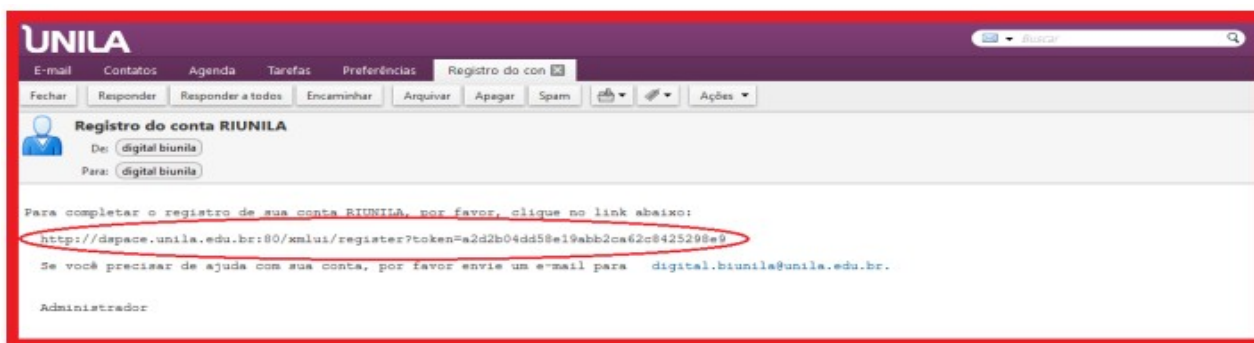 UNILA
Buscar
E-mail Contatos Agenda Tarefas Preferências Registro do con
Fechar Responder Responder a todos Encaminhar Arquivar Apagar Spam Ações
Registro do conta RIUNILA
De: digital biunila
Para: digital biunila
Para completar o registro de sua conta RIUNILA, por favor, clique no link abaixo:
http://dspace.unila.edu.br:80/xmlui/register?token=a2d2b04dd58e19abb2ca62c8425298e9
Se você precisar de ajuda com sua conta, por favor envie um e-mail para digital.biunila@unila.edu.br.
Administrador